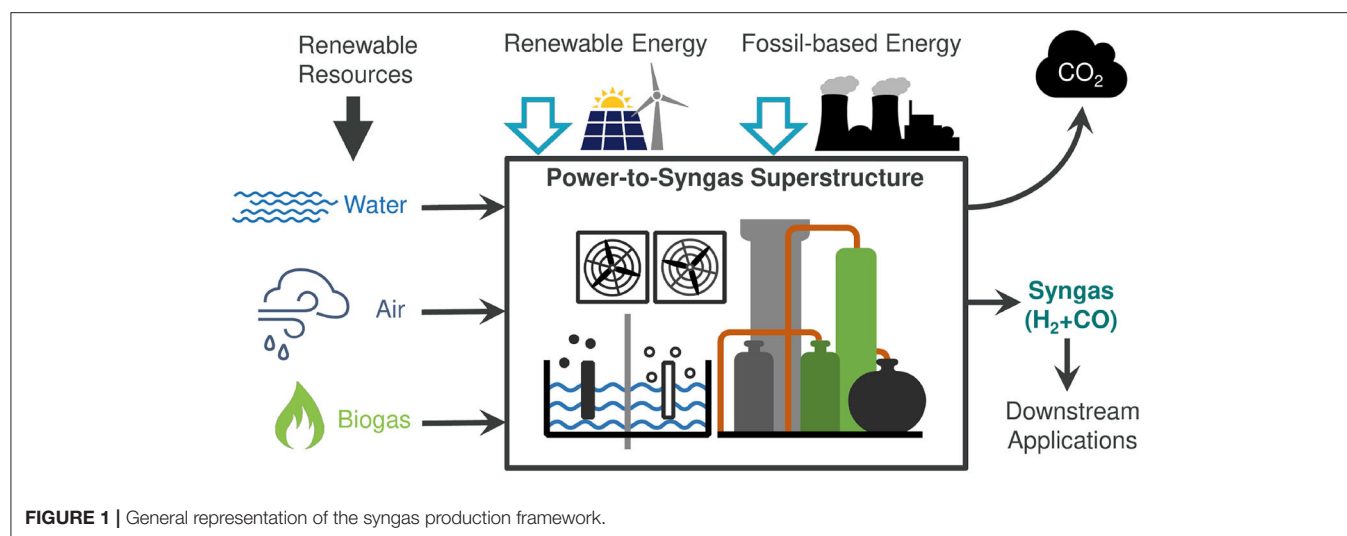 Renewable
Resources
Renewable Energy
Fossil-based Energy
CO₂
Power-to-Syngas Superstructure
Water
Air
Biogas
Syngas
(H₂+CO)
Downstream
Applications
FIGURE 1 | General representation of the syngas production framework.